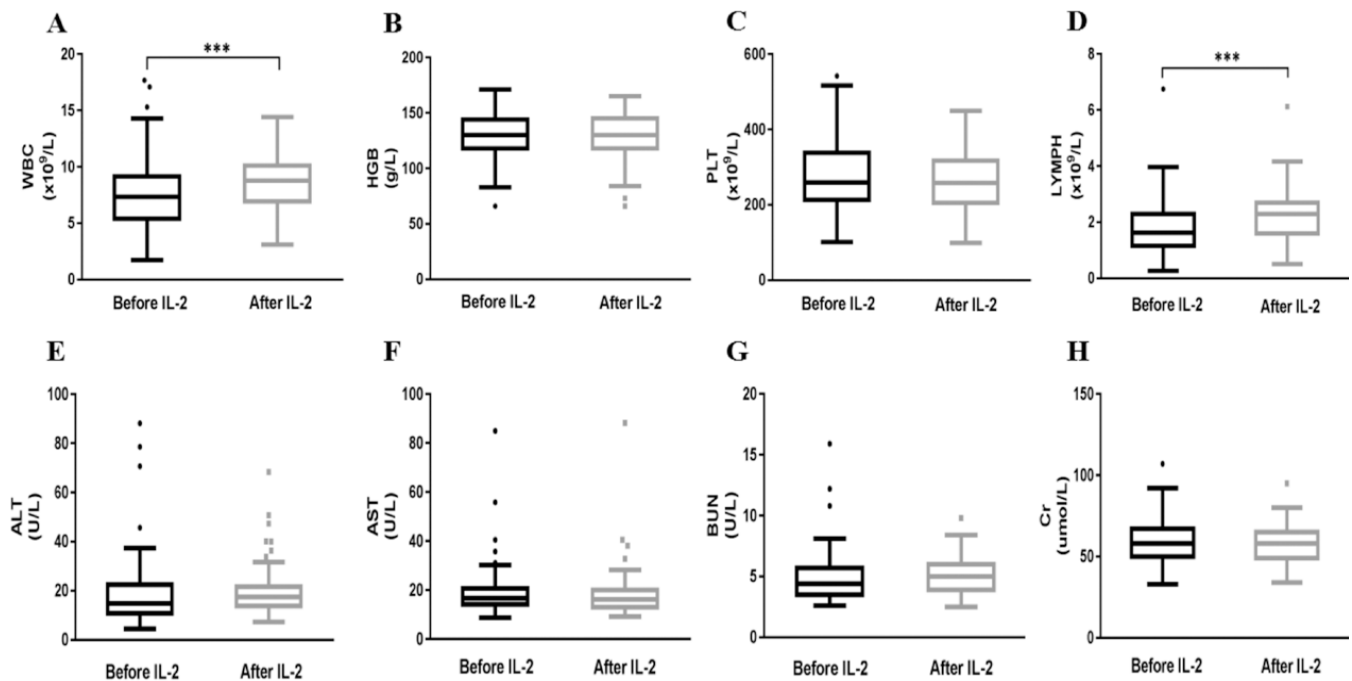 A
WBC
(x10⁹/L)
20
15
10
5
0
***
Before IL-2
After IL-2
B
HGB
(g/L)
200
150
100
50
0
Before IL-2
After IL-2
C
PLT
(x10⁹/L)
600
400
200
0
Before IL-2
After IL-2
D
LYMPH
(x10⁹/L)
8
6
4
2
0
***
Before IL-2
After IL-2
E
ALT
(U/L)
100
80
60
40
20
0
Before IL-2
After IL-2
F
AST
(U/L)
100
80
60
40
20
0
Before IL-2
After IL-2
G
BUN
(U/L)
20
15
10
5
0
Before IL-2
After IL-2
H
Cr
(umol/L)
150
100
50
0
Before IL-2
After IL-2